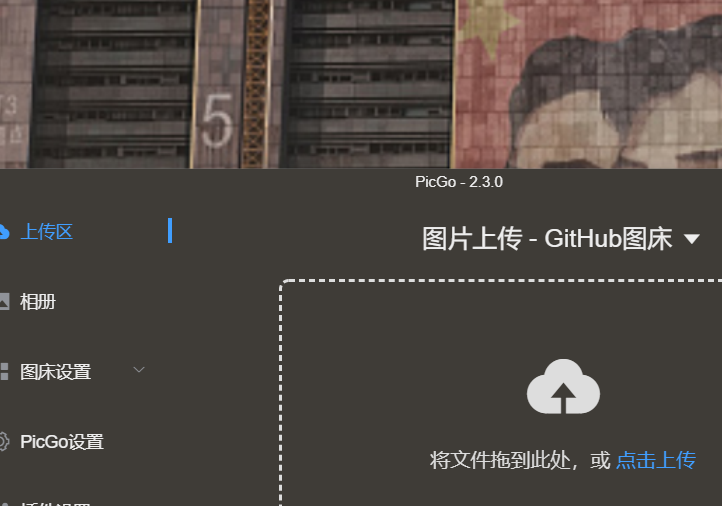 5
PicGo - 2.3.0
上传区
图片上传 - GitHub图床
相册
图床设置
PicGo设置
将文件拖到此处，或 点击上传